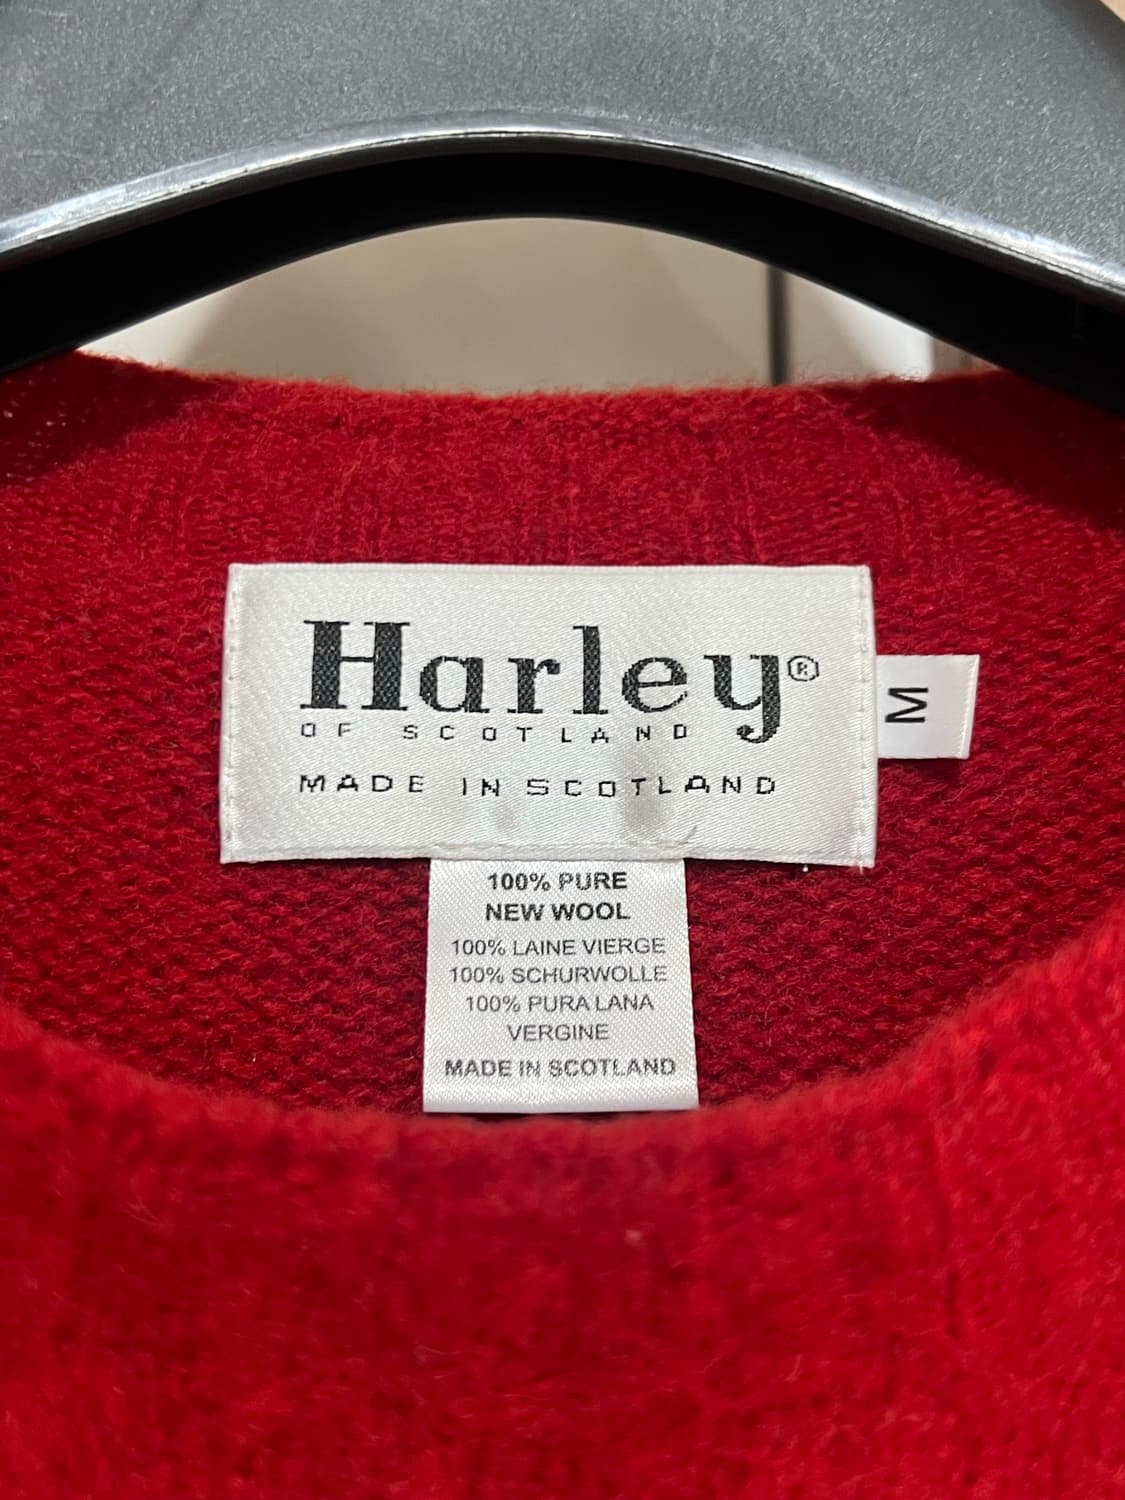 Harley®
OF SCOTLAND
MADE IN SCOTLAND
M
100% PURE
NEW WOOL
100% LAINE VIERGE
100% SCHURWOLLE
100% PURA LANA
VERGINE
MADE IN SCOTLAND